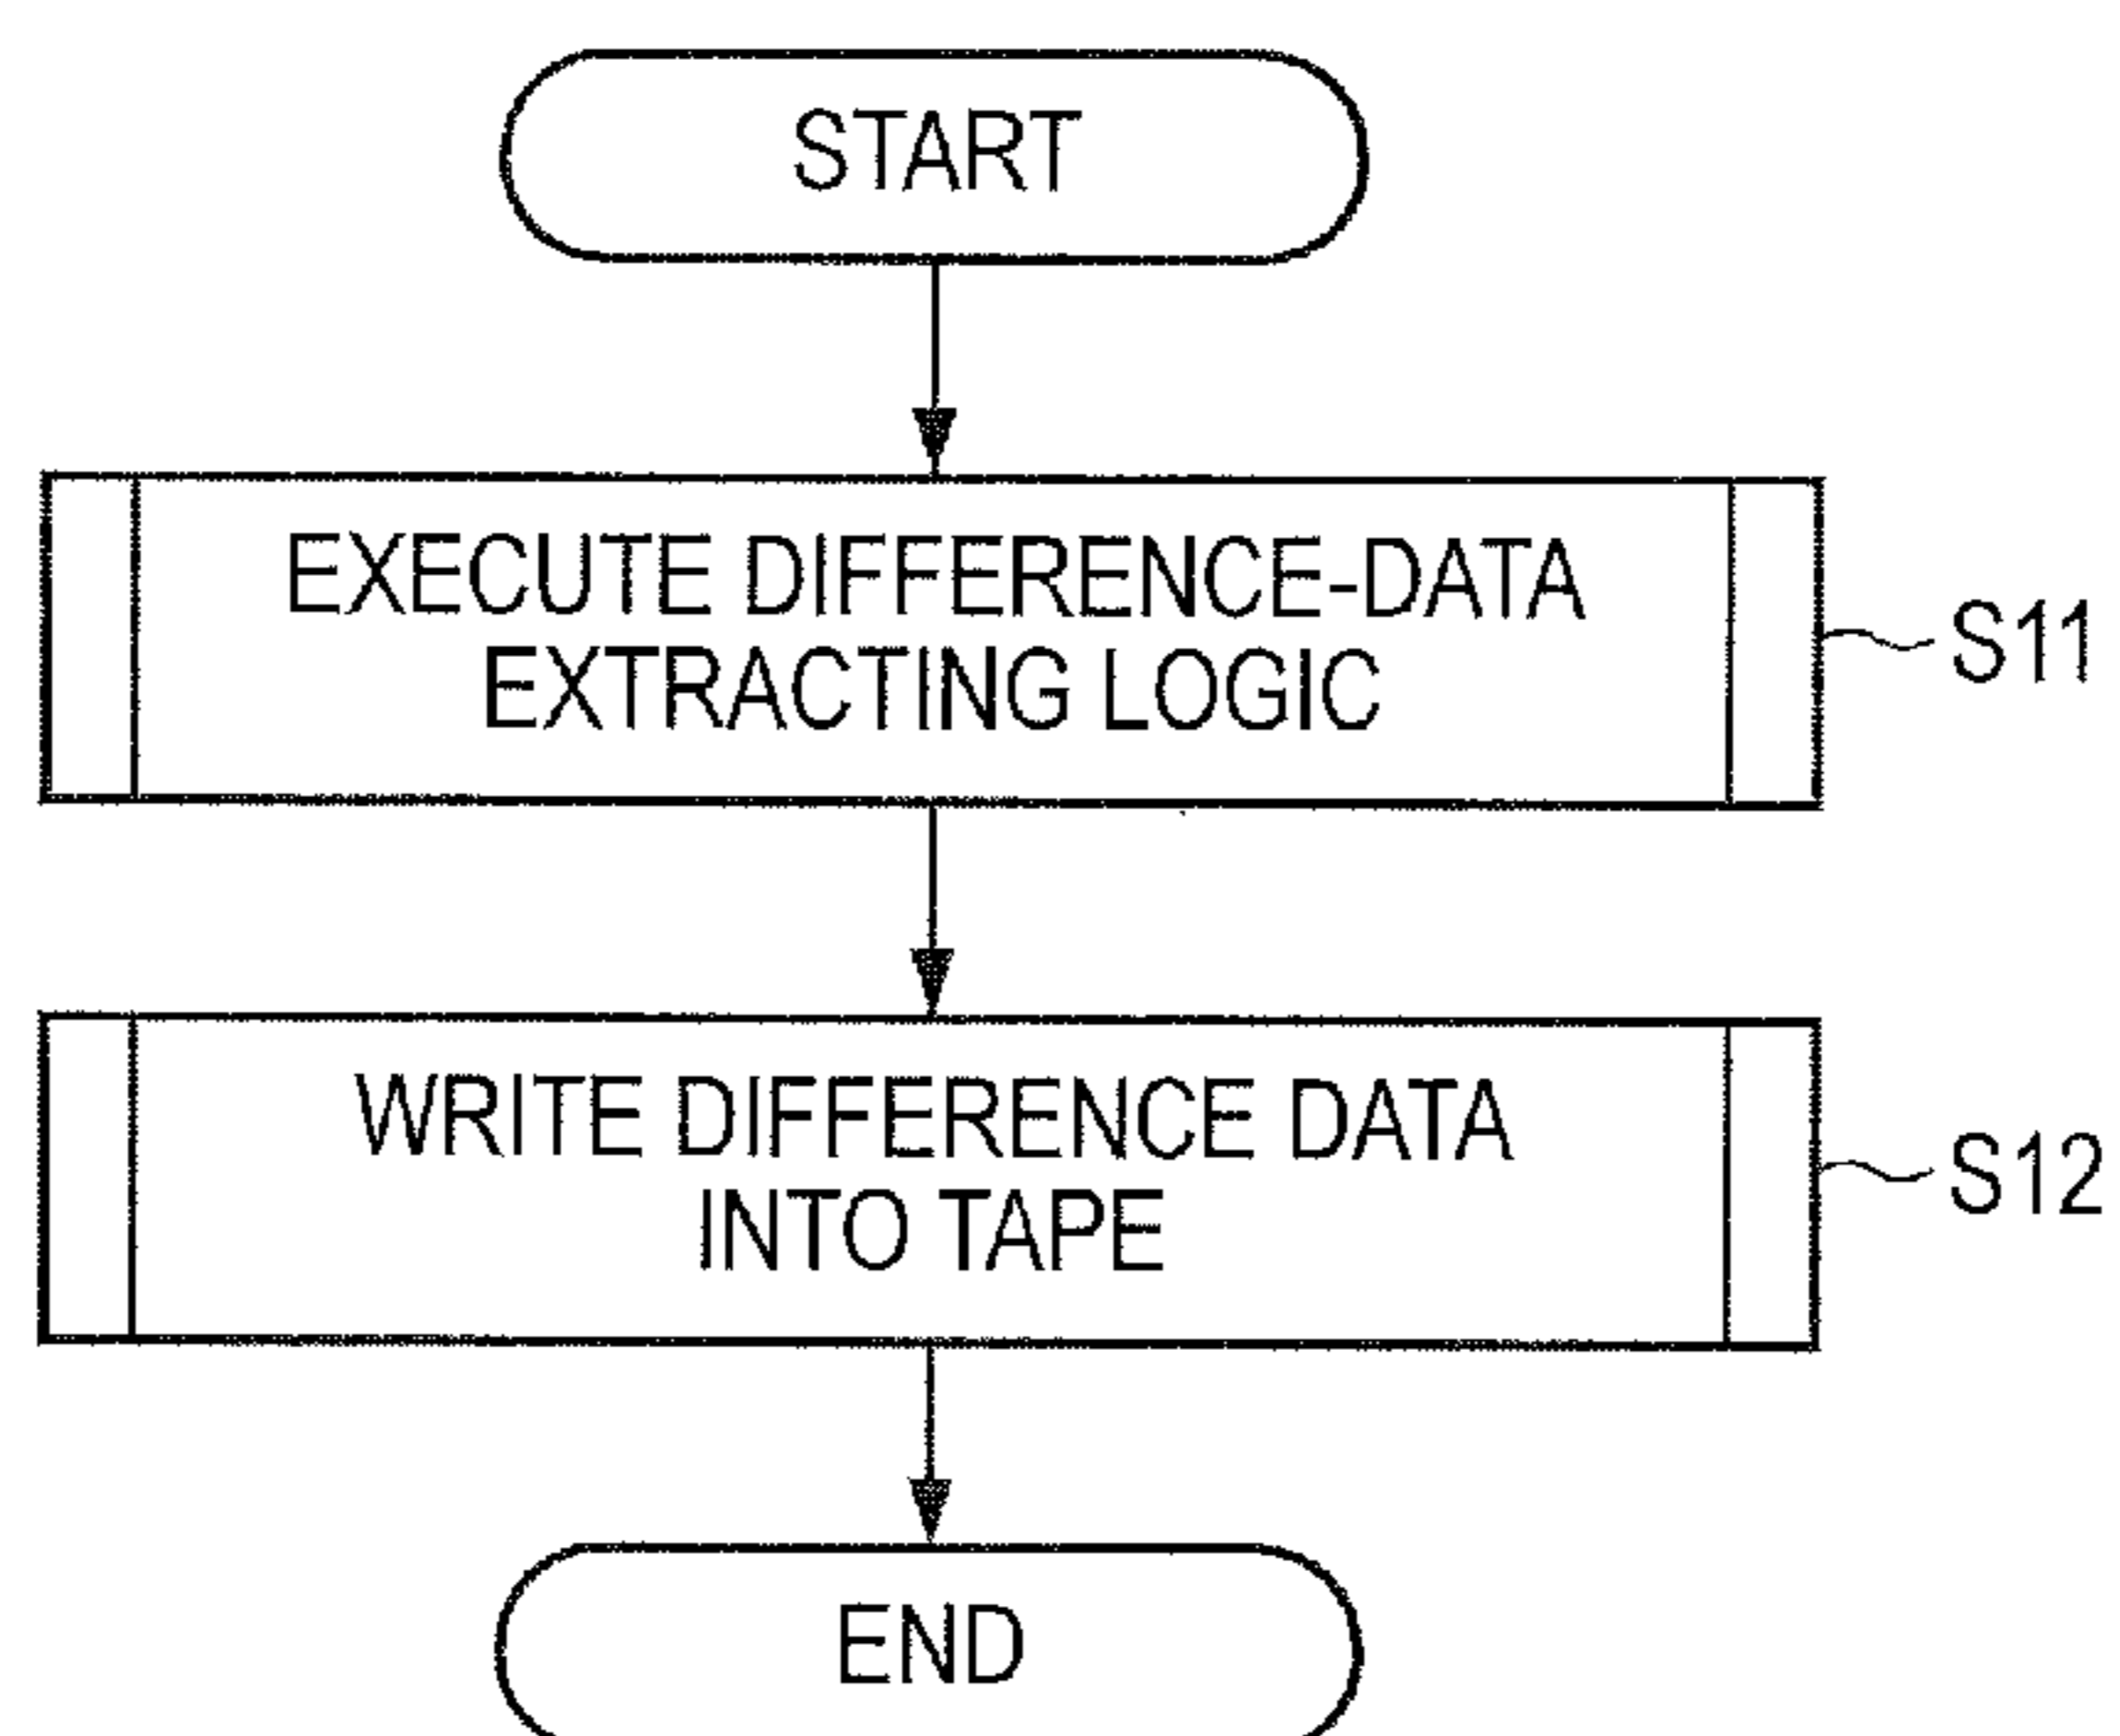 START
EXECUTE DIFFERENCE-DATA
EXTRACTING LOGIC
S11
WRITE DIFFERENCE DATA
INTO TAPE
S12
END